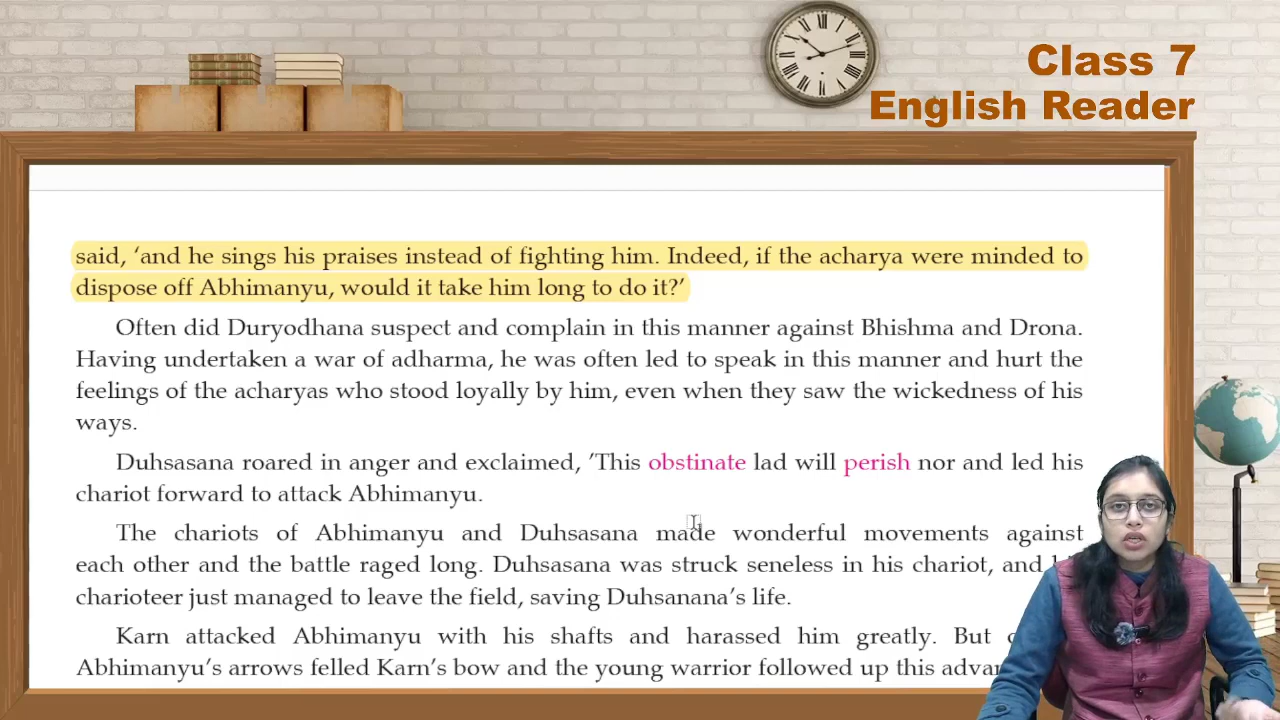 Class 7
English Reader
said, ‘and he sings his praises instead of fighting him. Indeed, if the acharya were minded to
dispose off Abhimanyu, would it take him long to do it?’
Often did Duryodhana suspect and complain in this manner against Bhishma and Drona.
Having undertaken a war of adharma, he was often led to speak in this manner and hurt the
feelings of the acharyas who stood loyally by him, even when they saw the wickedness of his
ways.
Duhsasana roared in anger and exclaimed, ’This obstinate lad will perish nor and led his
chariot forward to attack Abhimanyu.
The chariots of Abhimanyu and Duhsasana made wonderful movements against
each other and the battle raged long. Duhsasana was struck seneless in his chariot, and
charioteer just managed to leave the field, saving Duhsanana’s life.
Karn attacked Abhimanyu with his shafts and harassed him greatly. But
Abhimanyu’s arrows felled Karn’s bow and the young warrior followed up this